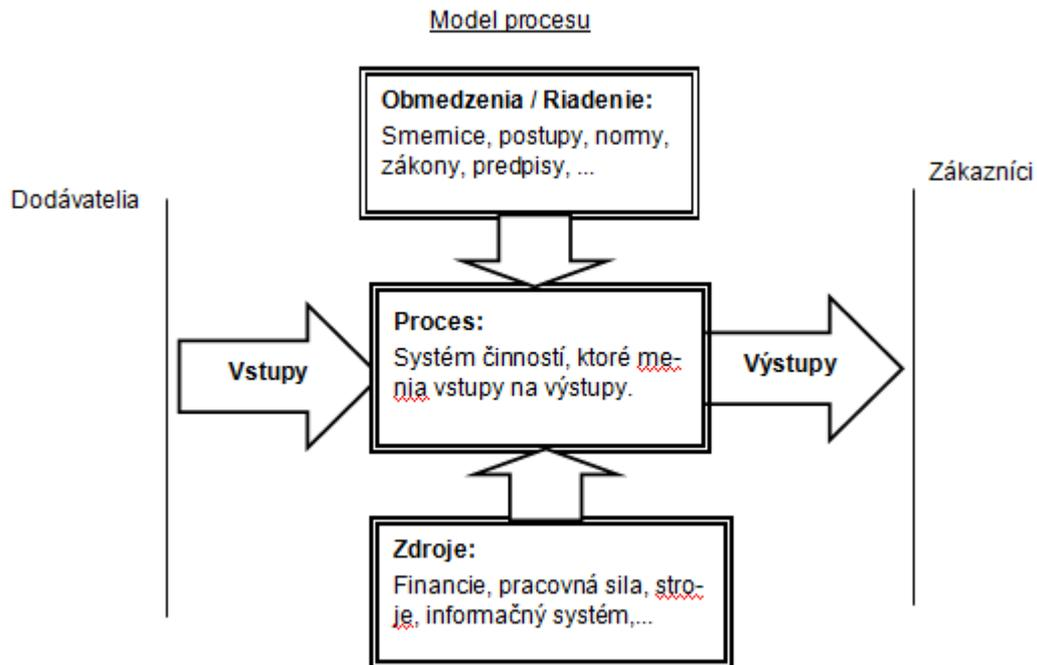 Model procesu
Obmedzenia / Riadenie:
Smernice, postupy, normy,
zákony, predpisy, ...
Dodávatelia
Zákazníci
Vstupy
Proces:
Systém činností, ktoré me-
nia vstupy na výstupy.
Výstupy
Zdroje:
Financie, pracovná sila, stro-
je, informačný systém,...